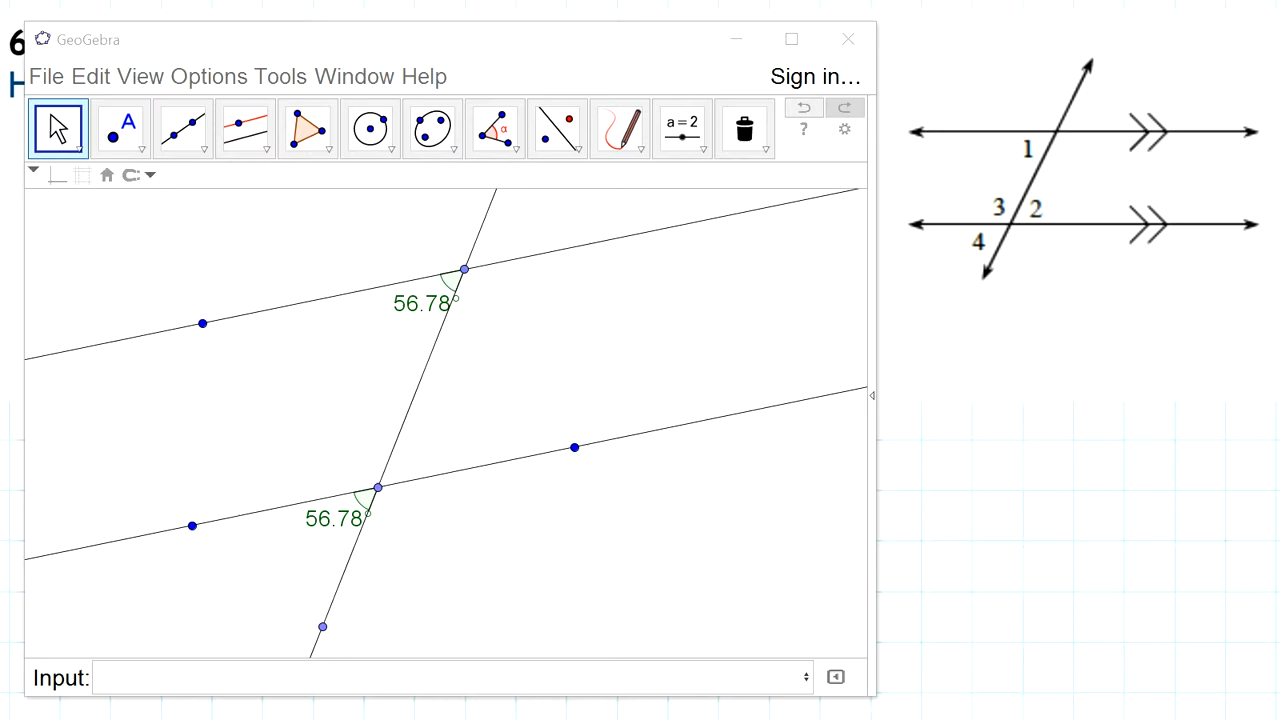 6
GeoGebra
File Edit View Options Tools Window Help
Sign in…
A
α
a=2
?
56.78°
56.78°
Input:
1
3 2
4